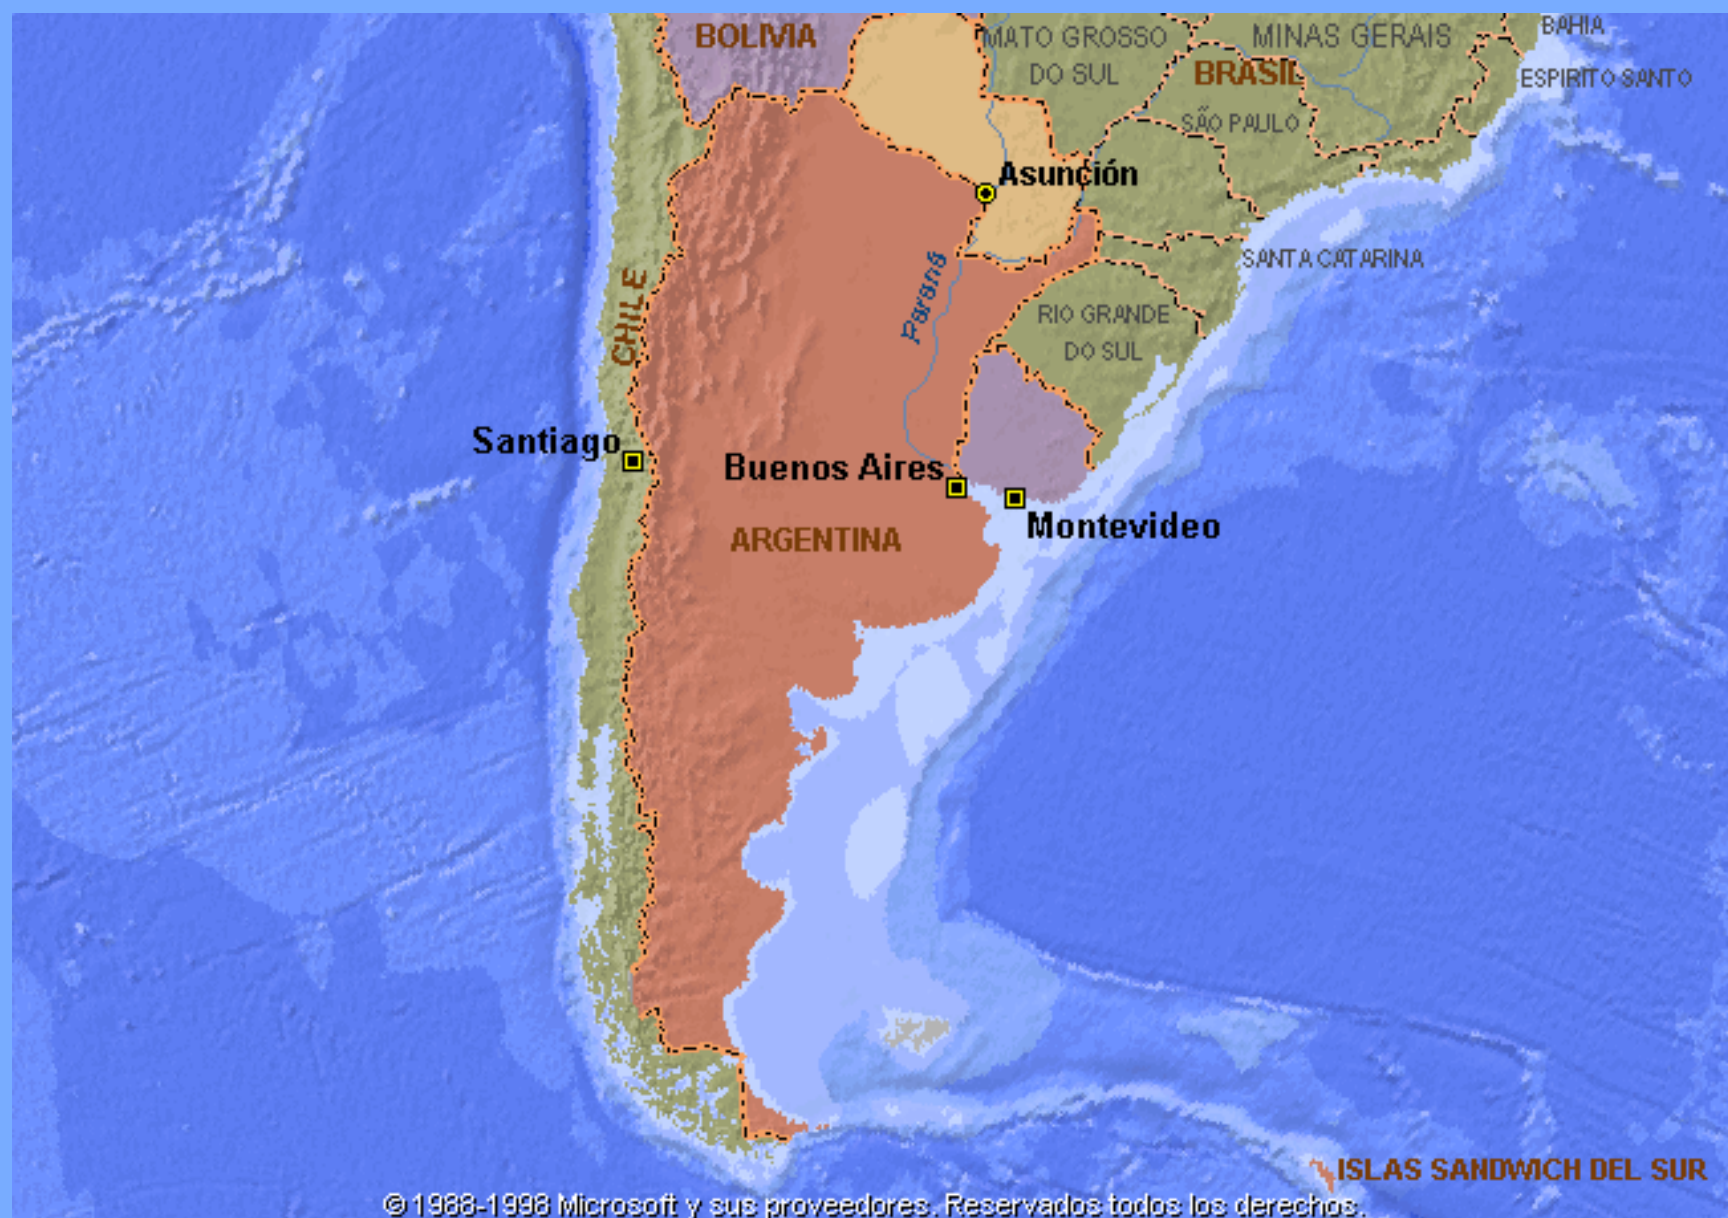 BOLIVIA
MATO GROSSO
DO SUL
MINAS GERAIS
BAHIA
BRASIL
ESPIRITO SANTO
SÃO PAULO
Asunción
Paraná
SANTA CATARINA
CHILE
RIO GRANDE
DO SUL
Santiago
Buenos Aires
Montevideo
ARGENTINA
ISLAS SANDWICH DEL SUR
© 1988-1998 Microsoft y sus proveedores. Reservados todos los derechos.